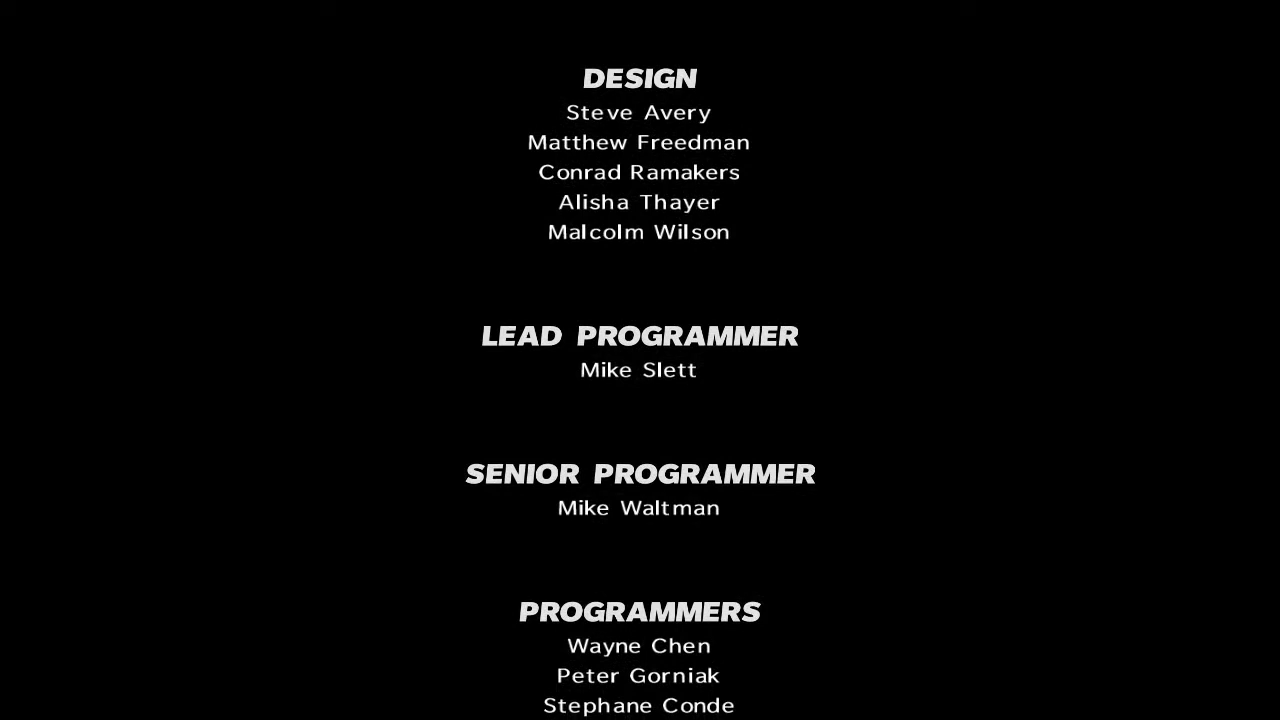 DESIGN
Steve Avery
Matthew Freedman
Conrad Ramakers
Alisha Thayer
Malcolm Wilson
LEAD PROGRAMMER
Mike Slett
SENIOR PROGRAMMER
Mike Waltman
PROGRAMMERS
Wayne Chen
Peter Gorniak
Stephane Conde